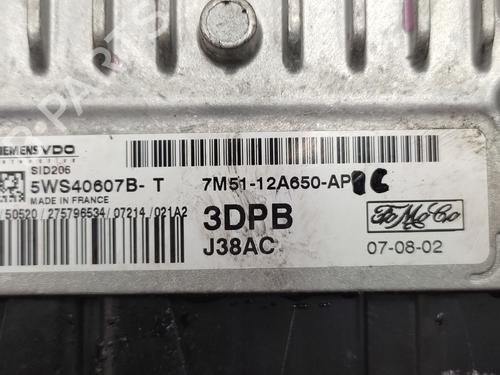 SIEMENS VDO
SID206
5WS40607B- T
MADE IN FRANCE
50520 / 275796534 / 07214 / 021A2
7M51-12A650-AP C
3DPB
J38AC
FoMoCo
07-08-02